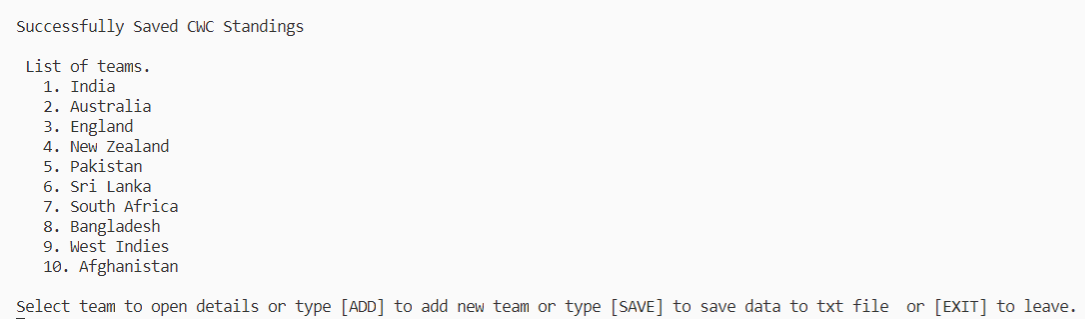 Successfully Saved CWC Standings
List of teams.
1. India
2. Australia
3. England
4. New Zealand
5. Pakistan
6. Sri Lanka
7. South Africa
8. Bangladesh
9. West Indies
10. Afghanistan
Select team to open details or type [ADD] to add new team or type [SAVE] to save data to txt file  or [EXIT] to leave.